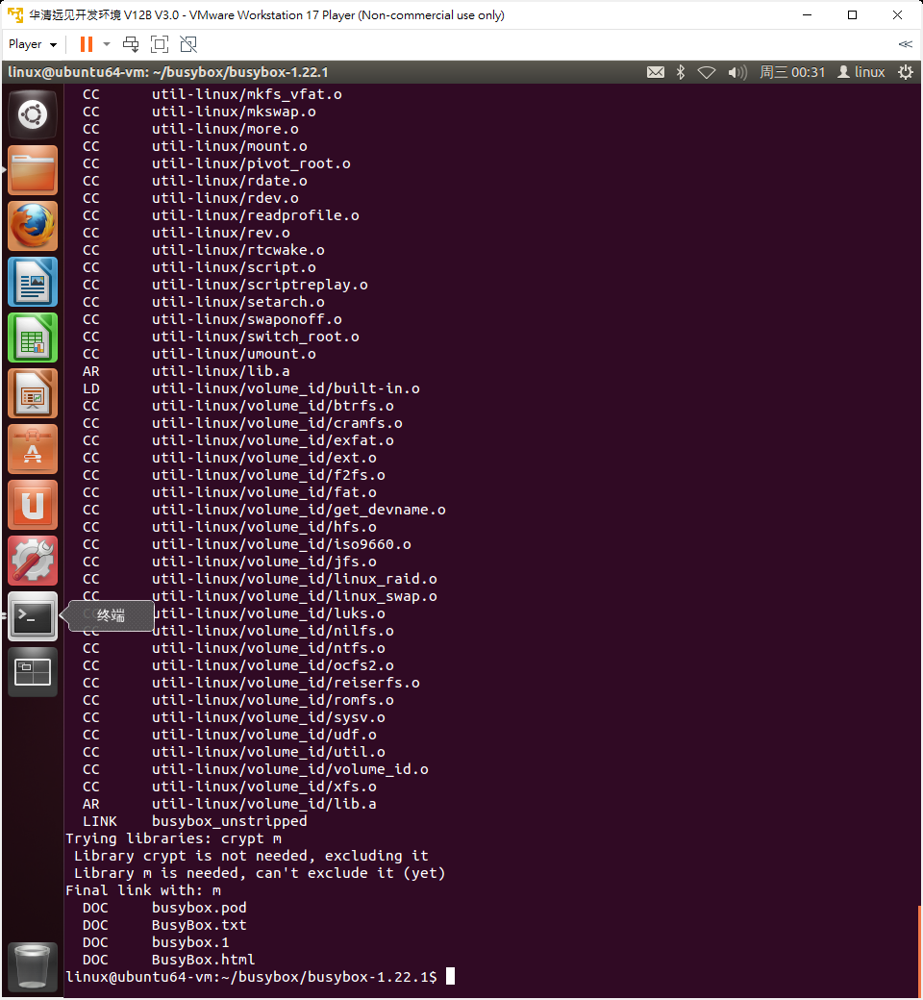 华清远见开发环境 V12B V3.0 - VMware Workstation 17 Player (Non-commercial use only)
Player
linux@ubuntu64-vm: ~/busybox/busybox-1.22.1
周三 00:31 linux
CC util-linux/mkfs_vfat.o
CC util-linux/mkswap.o
CC util-linux/more.o
CC util-linux/mount.o
CC util-linux/pivot_root.o
CC util-linux/rdate.o
CC util-linux/rdev.o
CC util-linux/readprofile.o
CC util-linux/rev.o
CC util-linux/rtcwake.o
CC util-linux/script.o
CC util-linux/scriptreplay.o
CC util-linux/setarch.o
CC util-linux/swaponoff.o
CC util-linux/switch_root.o
CC util-linux/umount.o
AR util-linux/lib.a
LD util-linux/volume_id/built-in.o
CC util-linux/volume_id/btrfs.o
CC util-linux/volume_id/cramfs.o
CC util-linux/volume_id/exfat.o
CC util-linux/volume_id/ext.o
CC util-linux/volume_id/f2fs.o
CC util-linux/volume_id/fat.o
CC util-linux/volume_id/get_devname.o
CC util-linux/volume_id/hfs.o
CC util-linux/volume_id/iso9660.o
CC util-linux/volume_id/jfs.o
CC util-linux/volume_id/linux_raid.o
CC util-linux/volume_id/linux_swap.o
终端
CC util-linux/volume_id/luks.o
CC util-linux/volume_id/nilfs.o
CC util-linux/volume_id/ntfs.o
CC util-linux/volume_id/ocfs2.o
CC util-linux/volume_id/reiserfs.o
CC util-linux/volume_id/romfs.o
CC util-linux/volume_id/sysv.o
CC util-linux/volume_id/udf.o
CC util-linux/volume_id/util.o
CC util-linux/volume_id/volume_id.o
CC util-linux/volume_id/xfs.o
AR util-linux/volume_id/lib.a
LINK busybox_unstripped
Trying libraries: crypt m
Library crypt is not needed, excluding it
Library m is needed, can't exclude it (yet)
Final link with: m
DOC busybox.pod
DOC BusyBox.txt
DOC busybox.1
DOC BusyBox.html
linux@ubuntu64-vm:~/busybox/busybox-1.22.1$